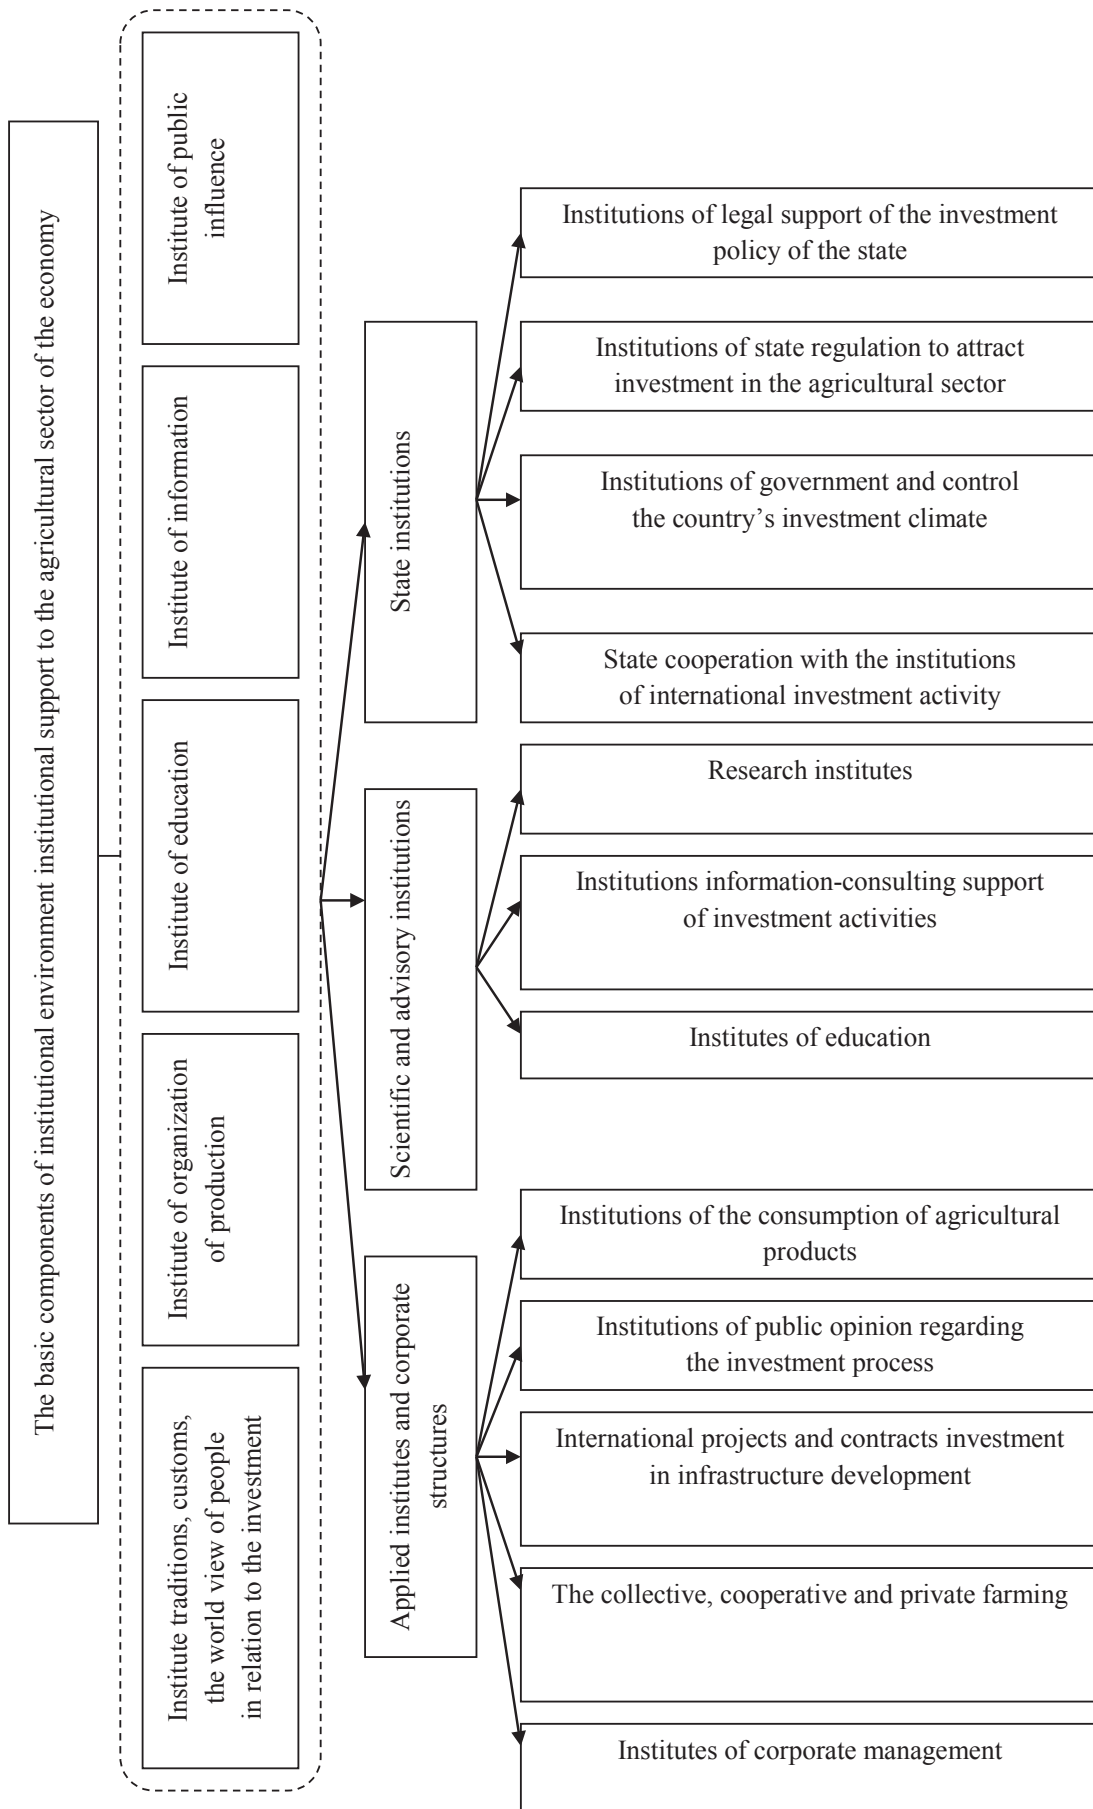 The basic components of institutional environment institutional support to the agricultural sector of the economy
Institute of public
influence
Institute of information
Institute of education
Institute of organization
of production
Institute traditions, customs,
the world view of people
in relation to the investment
State institutions
Scientific and advisory institutions
Applied institutes and corporate
structures
Institutions of legal support of the investment
policy of the state
Institutions of state regulation to attract
investment in the agricultural sector
Institutions of government and control
the country’s investment climate
State cooperation with the institutions
of international investment activity
Research institutes
Institutions information-consulting support
of investment activities
Institutes of education
Institutions of the consumption of agricultural
products
Institutions of public opinion regarding
the investment process
International projects and contracts investment
in infrastructure development
The collective, cooperative and private farming
Institutes of corporate management